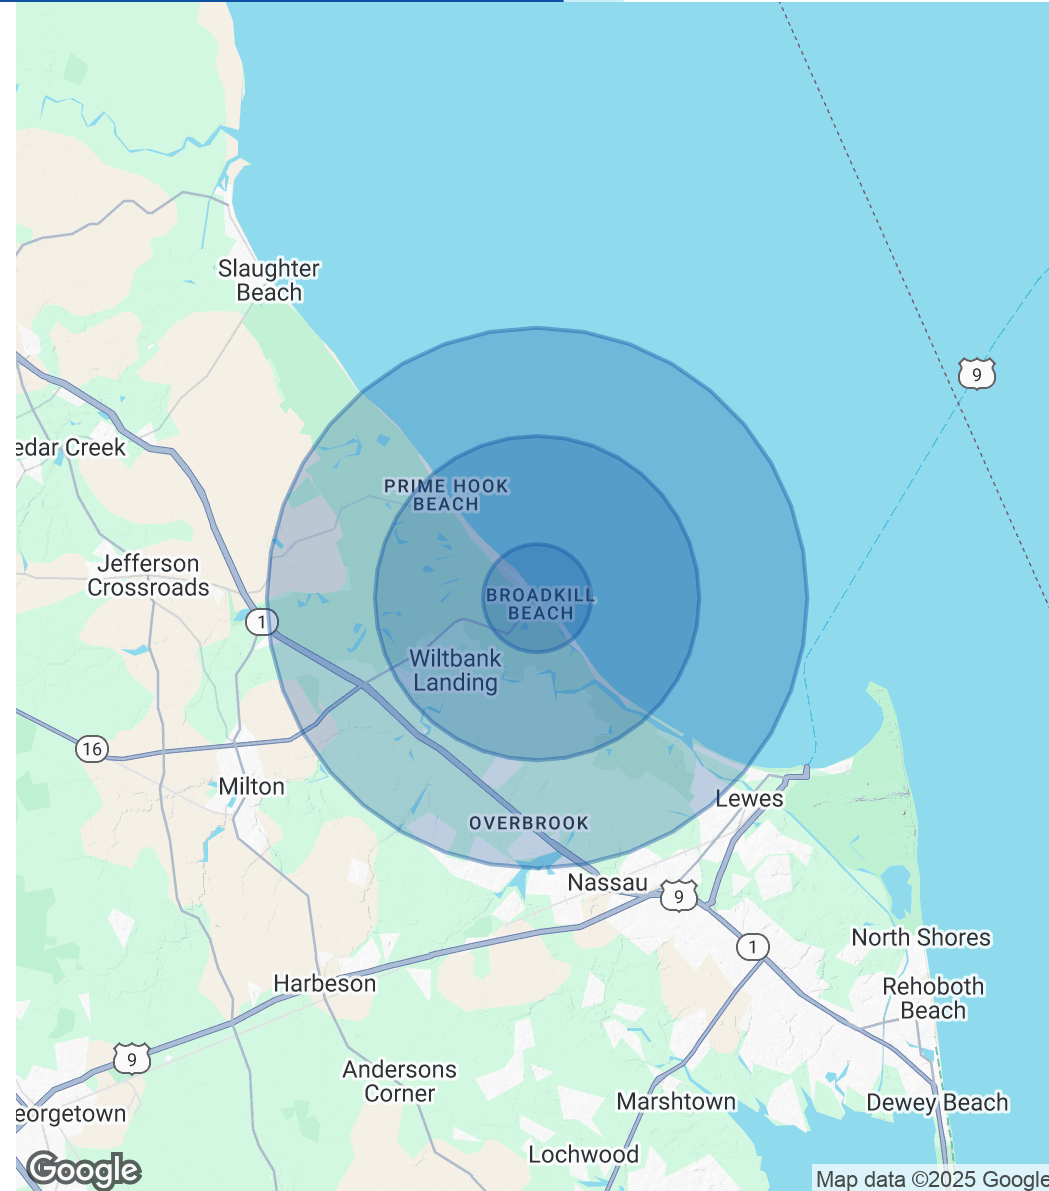 Slaughter
Beach
9
edar Creek
PRIME HOOK
BEACH
Jefferson
Crossroads
BROADKILL
BEACH
1
Wiltbank
Landing
16
Milton
Lewes
OVERBROOK
Nassau
9
1
North Shores
Harbeson
Rehoboth
Beach
9
Andersons
Corner
Marshtown
Dewey Beach
eorgetown
Lochwood
Google
Map data ©2025 Google